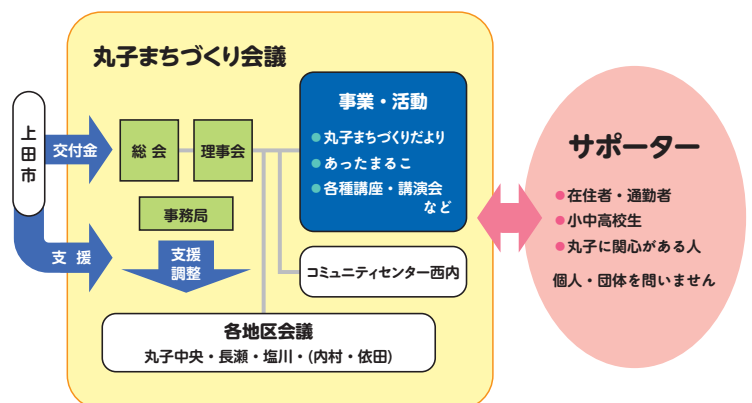 丸子まちづくり会議
上田市
交付金
支援
総会
理事会
事務局
支援
調整
事業・活動
●丸子まちづくりだより
●あったまるこ
●各種講座・講演会
など
コミュニティセンター西内
各地区会議
丸子中央・長瀬・塩川・(内村・依田)
サポーター
●在住者・通勤者
●小中高校生
●丸子に関心がある人
個人・団体を問いません